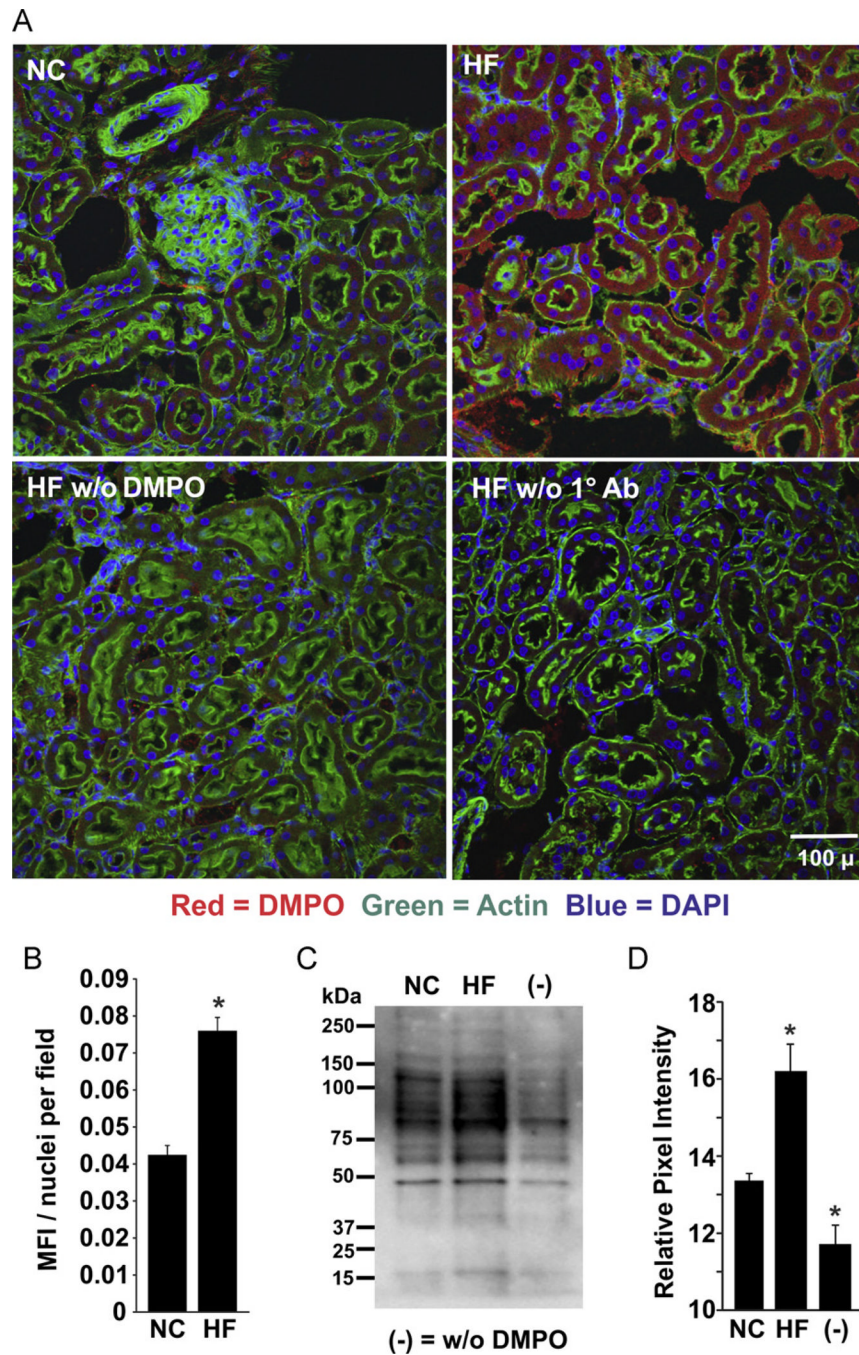 A
NC
HF
HF w/o DMPO
HF w/o 1° Ab
100 µ
Red = DMPO Green = Actin Blue = DAPI
B
MFI / nuclei per field
0.09
0.08
0.07
0.06
0.05
0.04
0.03
0.02
0.01
0
*
NC HF
C
kDa
NC HF (-)
250
150
100
75
50
37
25
15
(-) = w/o DMPO
D
Relative Pixel Intensity
18
16
14
13
12
10
*
*
NC HF (-)